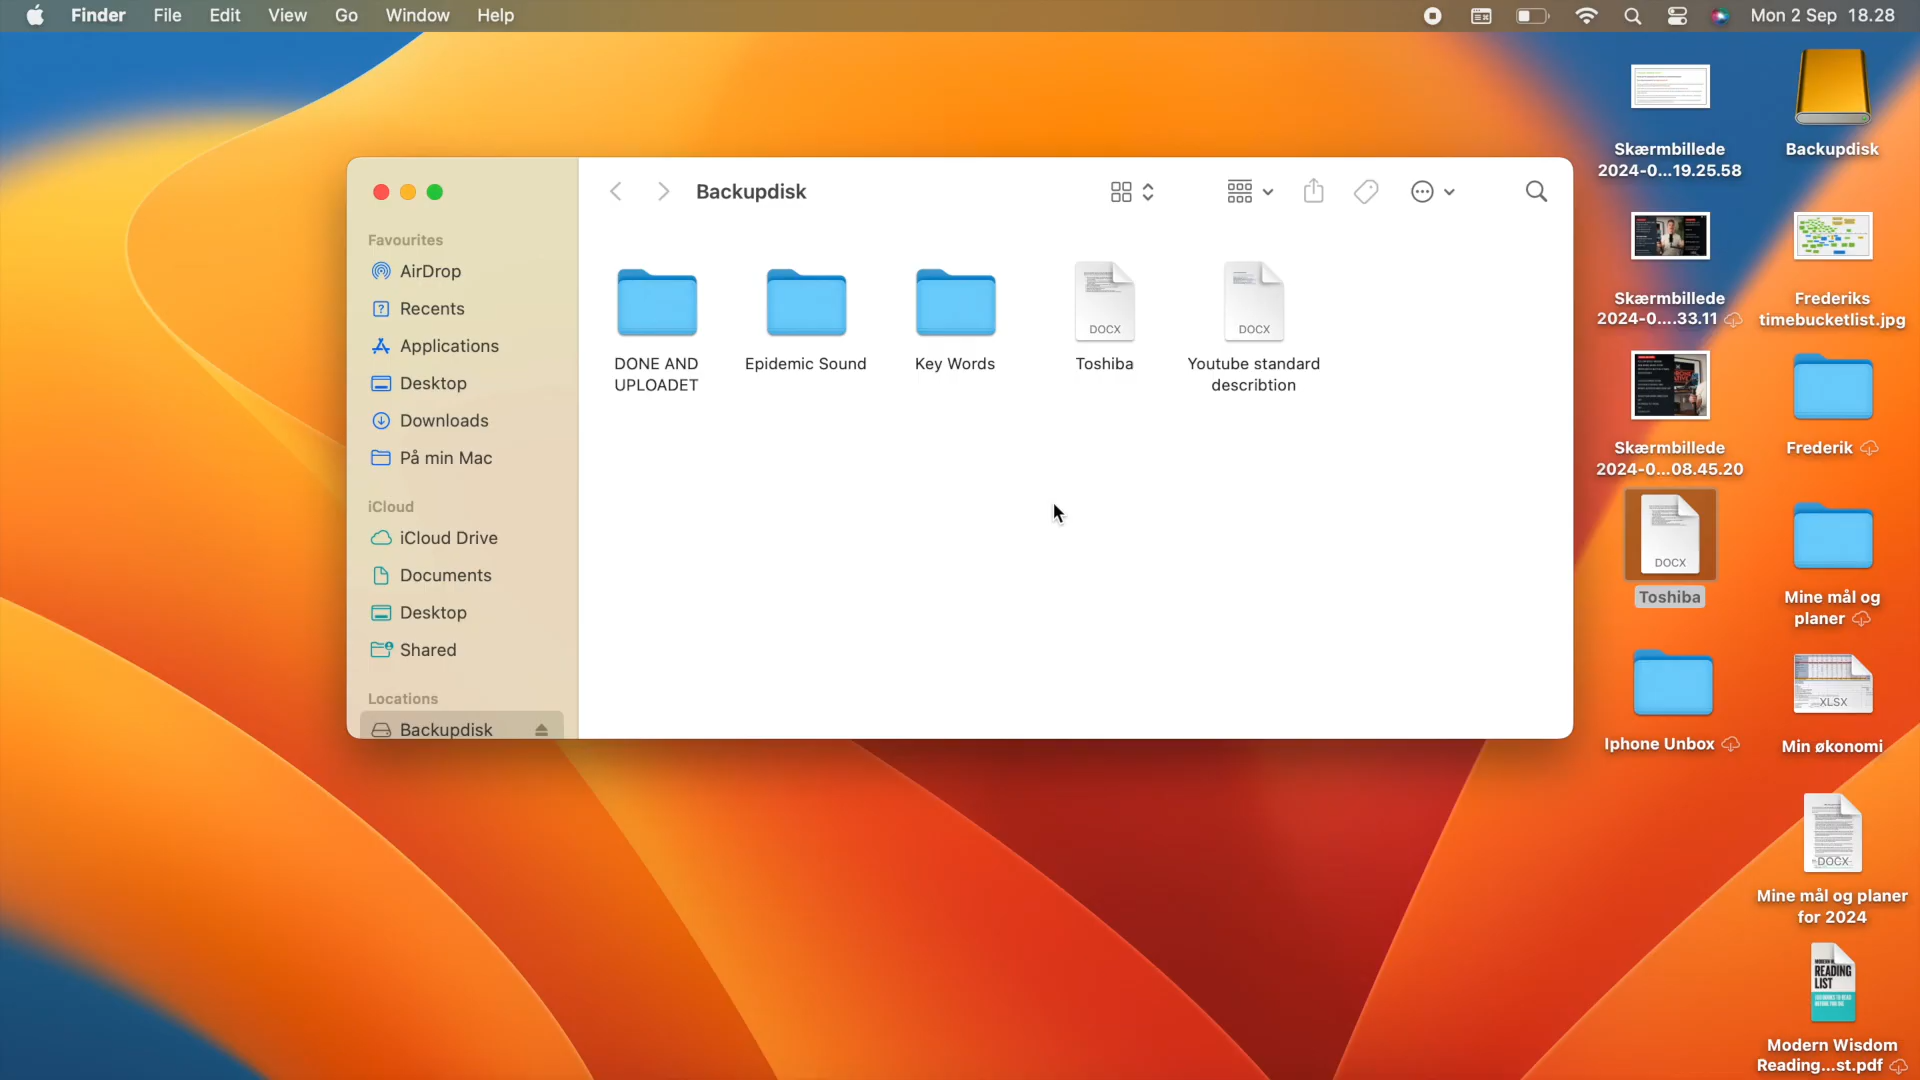 Finder File Edit View Go Window Help Mon 2 Sep 18.28
Backupdisk
Favourites
AirDrop
Recents
Applications
Desktop
Downloads
På min Mac
iCloud
iCloud Drive
Documents
Desktop
Shared
Locations
Backupdisk
DONE AND
UPLOADET
Epidemic Sound
Key Words
DOCX
Toshiba
DOCX
Youtube standard
describtion
Skærmbillede
2024-0...19.25.58
Backupdisk
Skærmbillede
2024-0....33.11
Frederiks
timebucketlist.jpg
Skærmbillede
2024-0...08.45.20
Frederik
DOCX
Toshiba
Mine mål og
planer
Iphone Unbox
XLSX
Min økonomi
DOCX
Mine mål og planer
for 2024
READING
LIST
Modern Wisdom
Reading...st.pdf